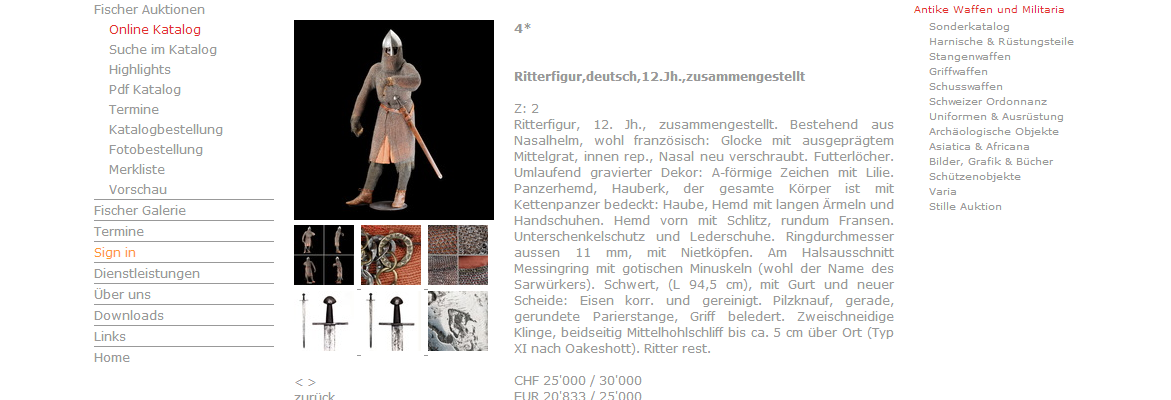 Fischer Auktionen
Online Katalog
Suche im Katalog
Highlights
Pdf Katalog
Termine
Katalogbestellung
Fotobestellung
Merkliste
Vorschau
Fischer Galerie
Termine
Sign in
Dienstleistungen
Über uns
Downloads
Links
Home
< >
zurück
4*
Ritterfigur,deutsch,12.Jh.,zusammengestellt
Z: 2
Ritterfigur, 12. Jh., zusammengestellt. Bestehend aus
Nasalhelm, wohl französisch: Glocke mit ausgeprägtem
Mittelgrat, innen rep., Nasal neu verschraubt. Futterlöcher.
Umlaufend gravierter Dekor: A-förmige Zeichen mit Lilie.
Panzerhemd, Hauberk, der gesamte Körper ist mit
Kettenpanzer bedeckt: Haube, Hemd mit langen Ärmeln und
Handschuhen. Hemd vorn mit Schlitz, rundum Fransen.
Unterschenkelschutz und Lederschuhe. Ringdurchmesser
aussen 11 mm, mit Nietköpfen. Am Halsausschnitt
Messingring mit gotischen Minuskeln (wohl der Name des
Sarwürkers). Schwert, (L 94,5 cm), mit Gurt und neuer
Scheide: Eisen korr. und gereinigt. Pilzknauf, gerade,
gerundete Parierstange, Griff beledert. Zweischneidige
Klinge, beidseitig Mittelhohlschliff bis ca. 5 cm über Ort (Typ
XI nach Oakeshott). Ritter rest.
CHF 25'000 / 30'000
EUR 20'833 / 25'000
Antike Waffen und Militaria
Sonderkatalog
Harnische & Rüstungsteile
Stangenwaffen
Griffwaffen
Schusswaffen
Schweizer Ordonnanz
Uniformen & Ausrüstung
Archäologische Objekte
Asiatica & Africana
Bilder, Grafik & Bücher
Schützenobjekte
Varia
Stille Auktion